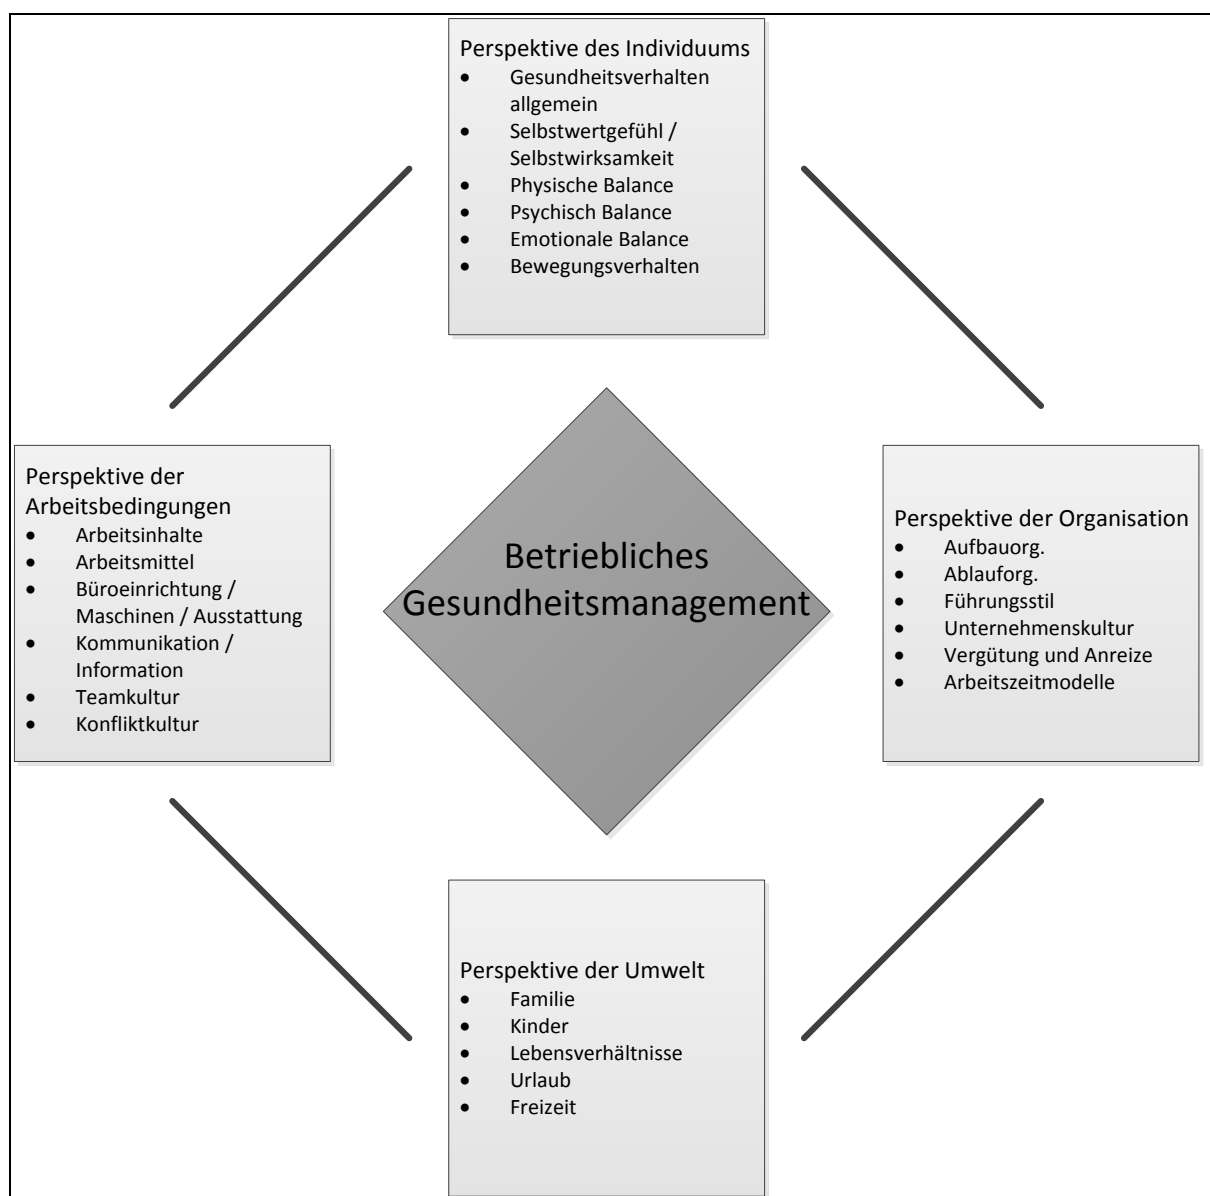 Perspektive des Individuums
• Gesundheitsverhalten
allgemein
• Selbstwertgefühl /
Selbstwirksamkeit
• Physische Balance
• Psychisch Balance
• Emotionale Balance
• Bewegungsverhalten
Perspektive der
Arbeitsbedingungen
• Arbeitsinhalte
• Arbeitsmittel
• Büroeinrichtung /
Maschinen / Ausstattung
• Kommunikation /
Information
• Teamkultur
• Konfliktkultur
Betriebliches
Gesundheitsmanagement
Perspektive der Organisation
• Aufbauorg.
• Ablauforg.
• Führungsstil
• Unternehmenskultur
• Vergütung und Anreize
• Arbeitszeitmodelle
Perspektive der Umwelt
• Familie
• Kinder
• Lebensverhältnisse
• Urlaub
• Freizeit